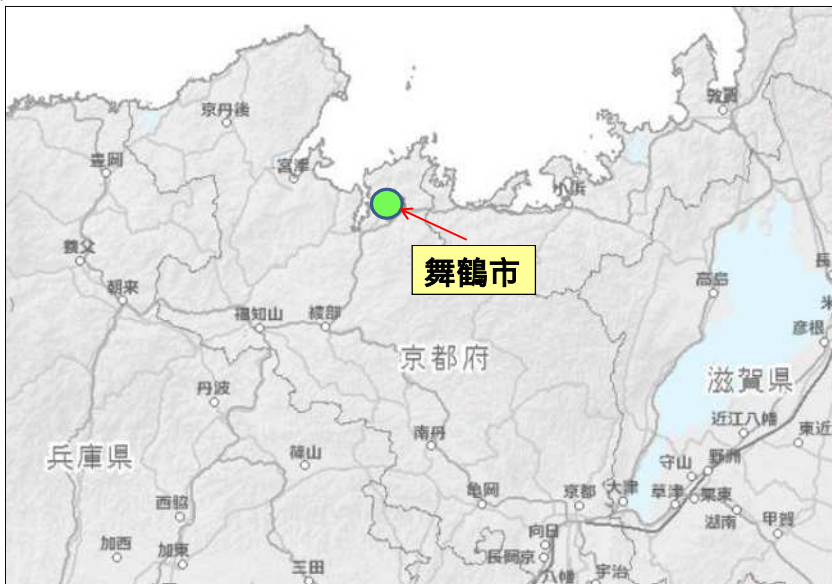 敦賀
京丹後
豊岡
宮津
小浜
舞鶴市
養父
朝来
高島
長
米
福知山
綾部
彦根
京都府
滋賀県
丹波
近江八幡
東近
南丹
兵庫県
篠山
守山
野洲
西脇
亀岡
京都
大津
草津
栗東
湖南
甲賀
向日
加西
加東
長岡京
三田
八幡
宇治